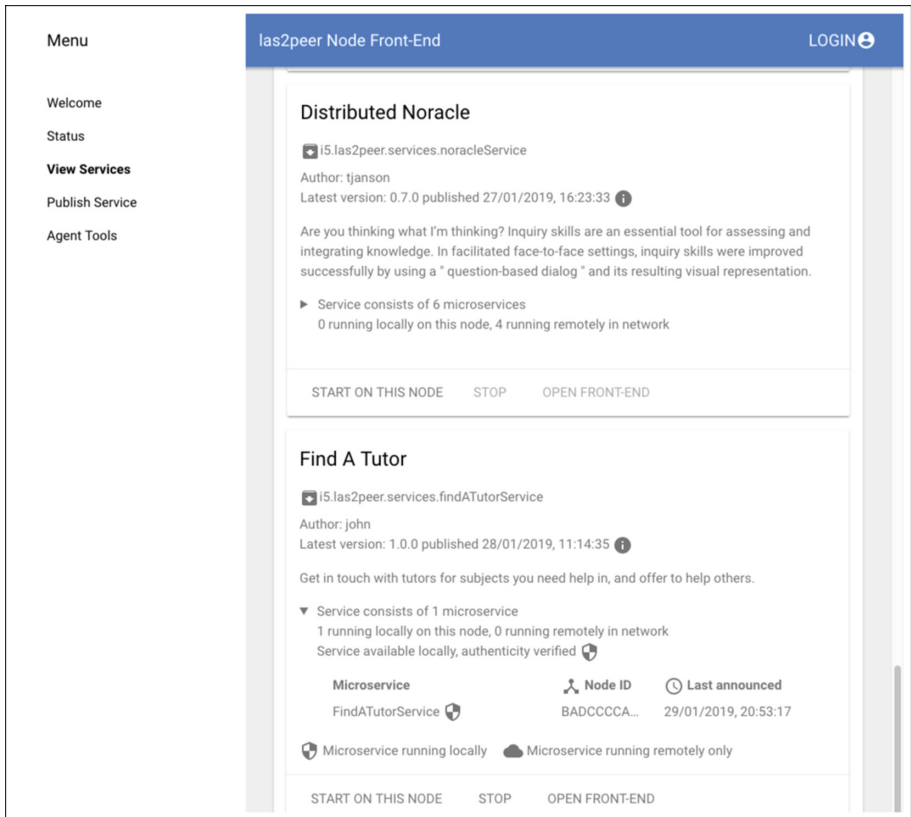 Menu
las2peer Node Front-End
LOGIN
Welcome
Status
View Services
Publish Service
Agent Tools
Distributed Noracle
i5.las2peer.services.noracleService
Author: tjanson
Latest version: 0.7.0 published 27/01/2019, 16:23:33
Are you thinking what I'm thinking? Inquiry skills are an essential tool for assessing and
integrating knowledge. In facilitated face-to-face settings, inquiry skills were improved
successfully by using a " question-based dialog " and its resulting visual representation.
Service consists of 6 microservices
0 running locally on this node, 4 running remotely in network
START ON THIS NODE STOP OPEN FRONT-END
Find A Tutor
i5.las2peer.services.findATutorService
Author: john
Latest version: 1.0.0 published 28/01/2019, 11:14:35
Get in touch with tutors for subjects you need help in, and offer to help others.
Service consists of 1 microservice
1 running locally on this node, 0 running remotely in network
Service available locally, authenticity verified
Microservice Node ID Last announced
FindATutorService BADCCCCA... 29/01/2019, 20:53:17
Microservice running locally Microservice running remotely only
START ON THIS NODE STOP OPEN FRONT-END